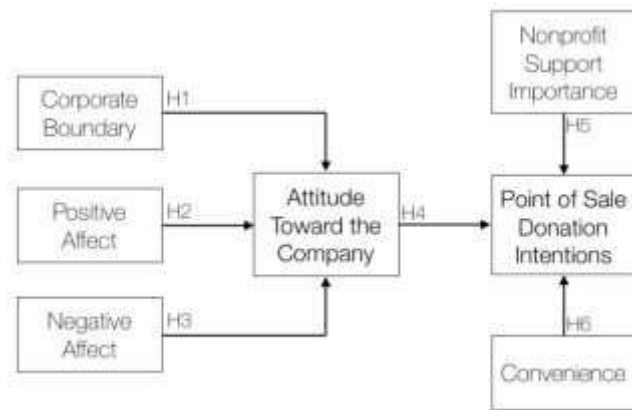 Nonprofit
Support
Importance
Corporate
Boundary
H1
H5
Positive
Affect
H2
Attitude
Toward the
Company
H4
Point of Sale
Donation
Intentions
Negative
Affect
H3
H6
Convenience